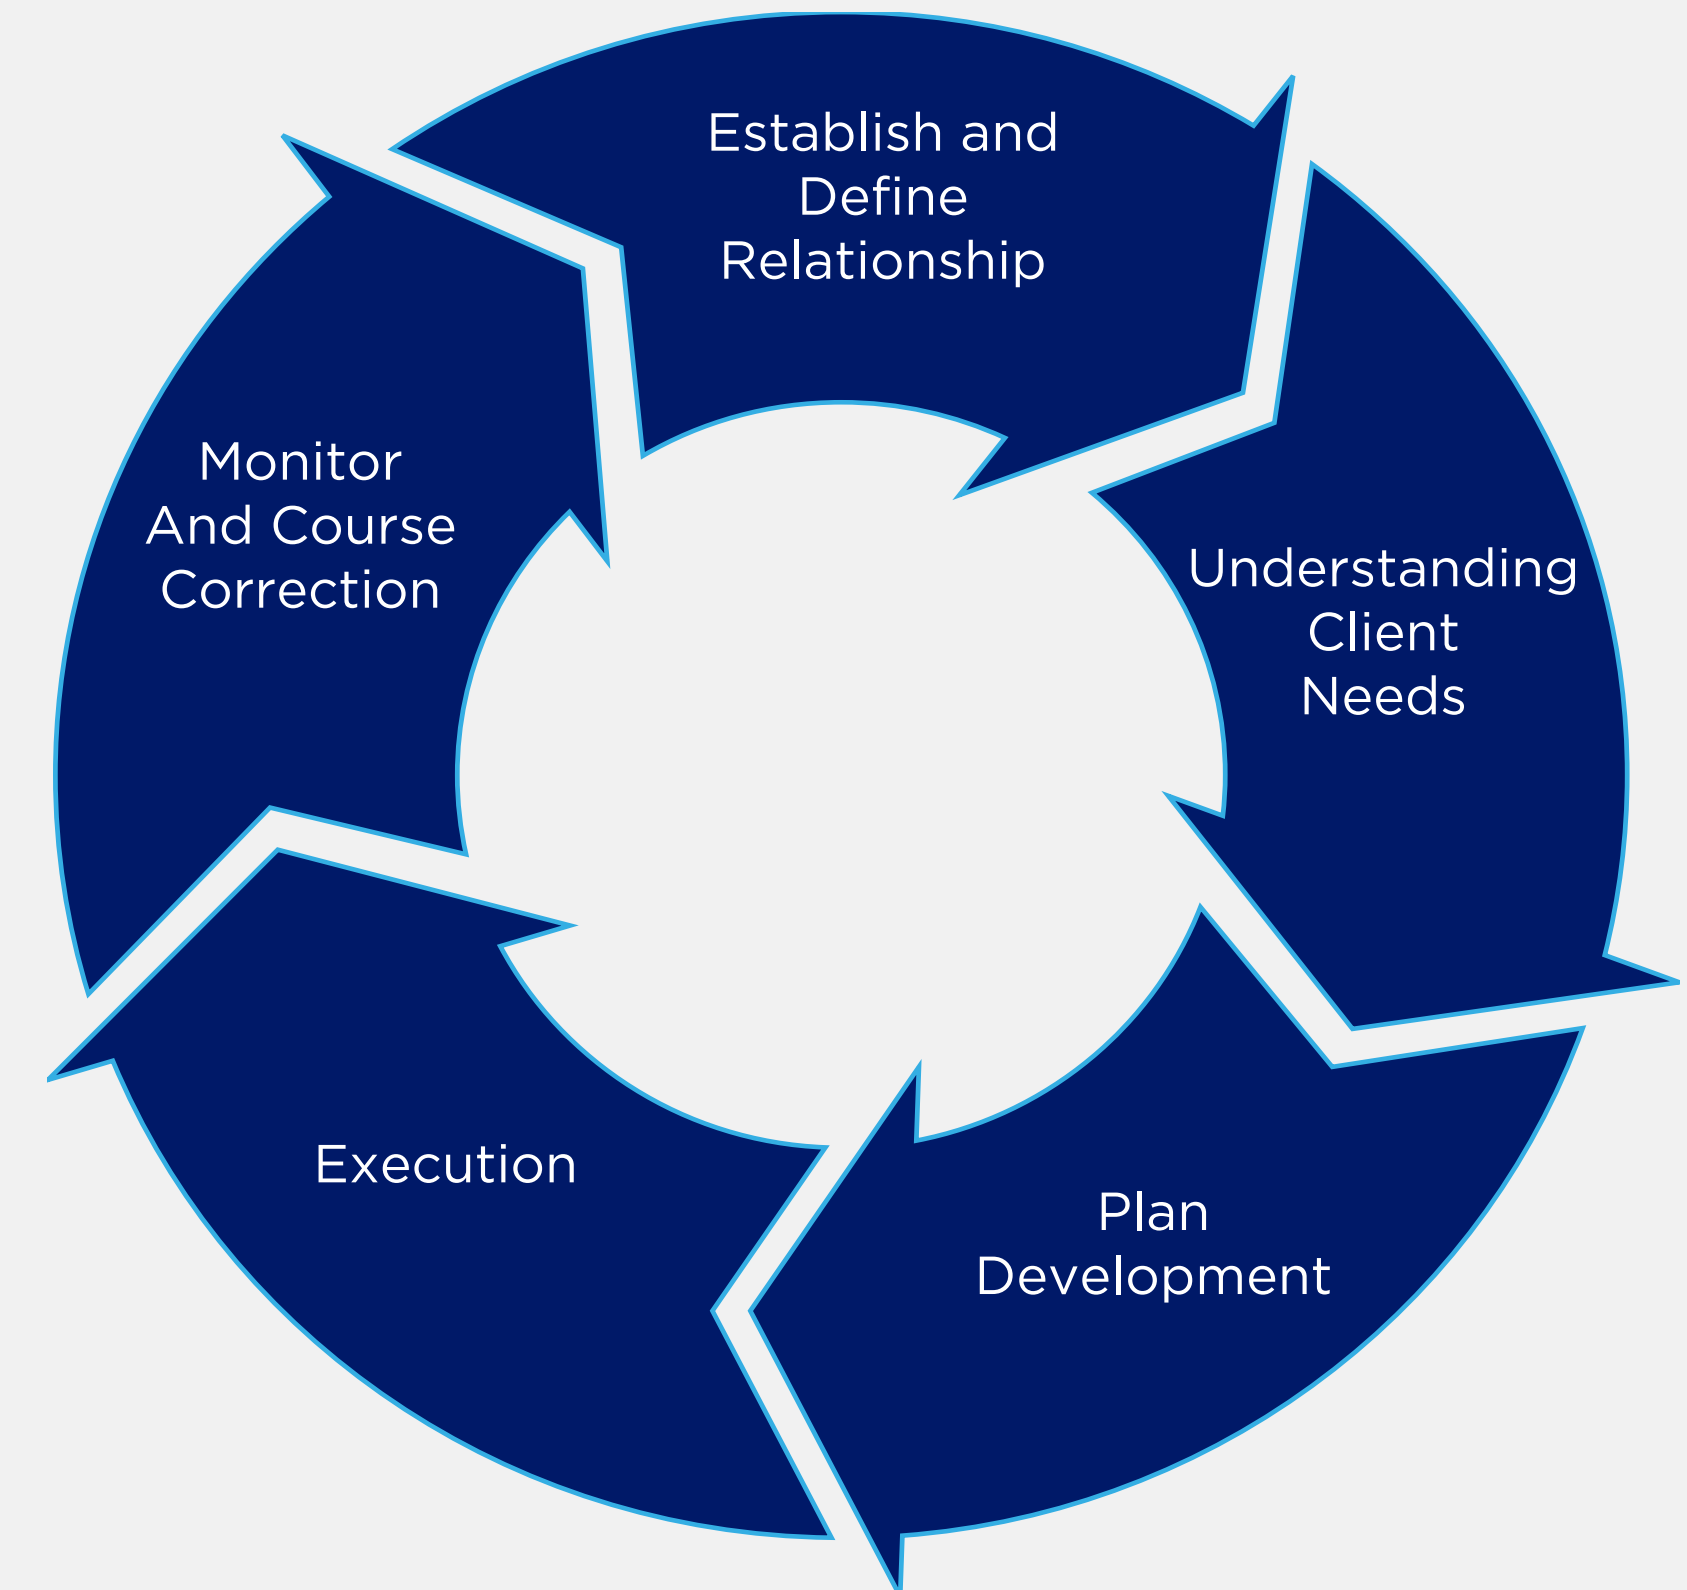 Establish and
Define
Relationship
Understanding
Client
Needs
Plan
Development
Execution
Monitor
And Course
Correction